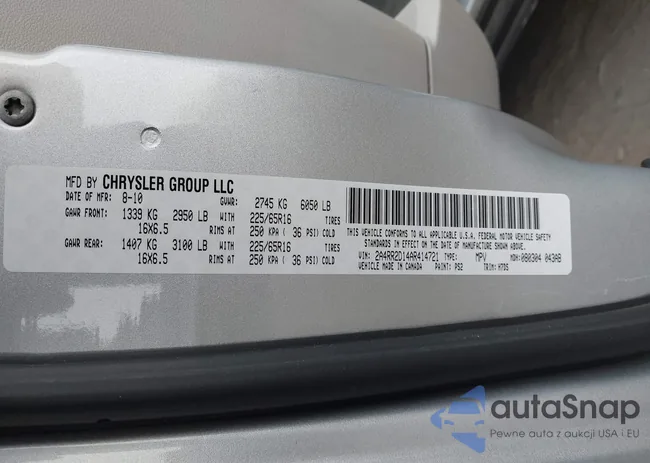 MFD BY CHRYSLER GROUP LLC
DATE OF MFR: 8-10 GVWR: 2745 KG 6050 LB
GAWR FRONT: 1339 KG 2950 LB WITH 225/65R16 TIRES
16X6.5 RIMS AT 250 KPA ( 36 PSI) COLD
GAWR REAR: 1407 KG 3100 LB WITH 225/65R16 TIRES
16X6.5 RIMS AT 250 KPA ( 36 PSI) COLD
THIS VEHICLE CONFORMS TO ALL APPLICABLE U.S.A. FEDERAL MOTOR VEHICLE SAFETY
STANDARDS IN EFFECT ON THE DATE OF MANUFACTURE SHOWN ABOVE.
VIN: 2A4RR2D14AR414721 TYPE: MPV MDH: 080304 043AB
VEHICLE MADE IN CANADA PAINT: PS2 TRIM: H7DS
autoSnap
Pewne auta z aukcji USA i EU